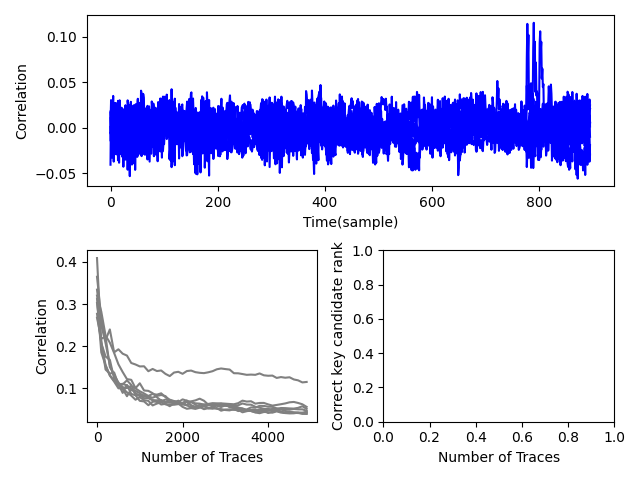 0.10
0.05
0.00
−0.05
Correlation
0 200 400 600 800
Time(sample)
0.4
0.3
0.2
0.1
Correlation
0 2000 4000
Number of Traces
1.0
0.8
0.6
0.4
0.2
0.0
Correct key candidate rank
0.0 0.2 0.4 0.6 0.8 1.0
Number of Traces